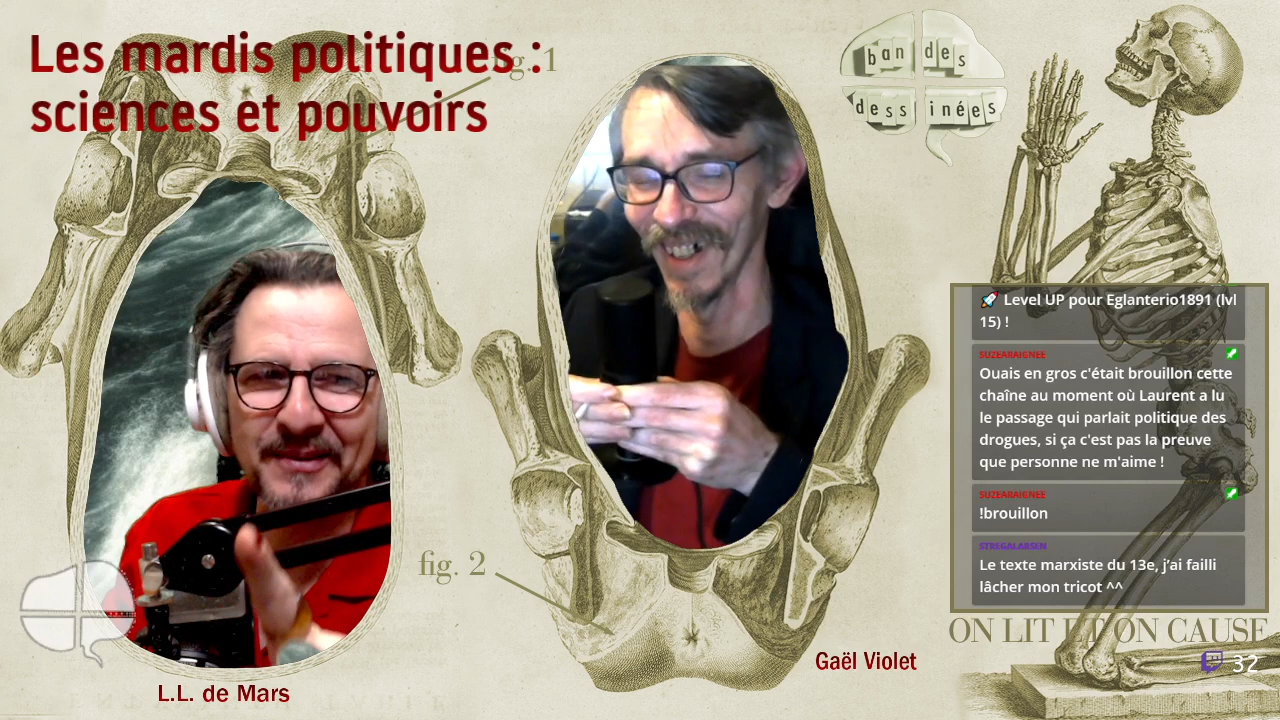 Les mardis politiques :
sciences et pouvoirs
fig. 1
ban des
dessinées
🚀 Level UP pour Eglanterio1891 (lvl
15) !
SUZEARAIGNEE
Ouais en gros c'était brouillon cette
chaîne au moment où Laurent a lu
le passage qui parlait politique des
drogues, si ça c'est pas la preuve
que personne ne m'aime !
SUZEARAIGNEE
!brouillon
STREGALARSEN
Le texte marxiste du 13e, j'ai failli
lâcher mon tricot ^^
fig. 2
ON LIT ET ON CAUSE
32
Gaël Violet
L.L. de Mars